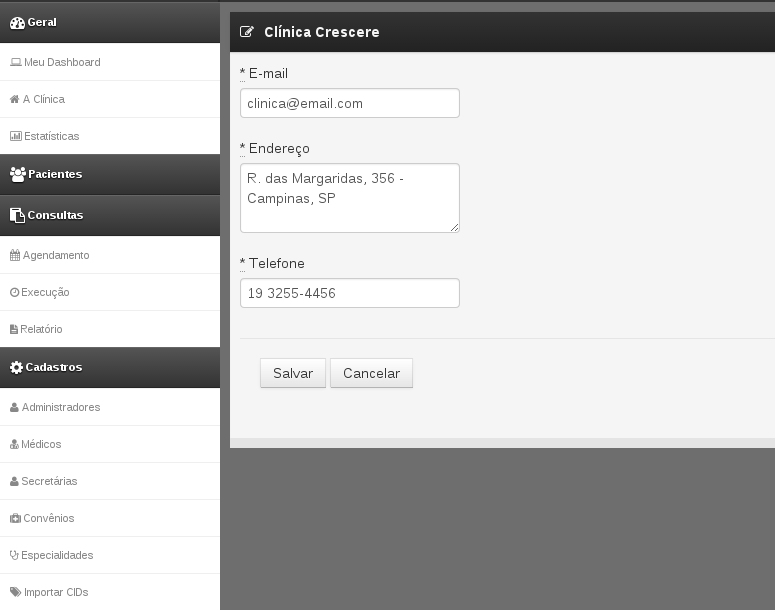 Geral
Meu Dashboard
A Clínica
Estatísticas
Pacientes
Consultas
Agendamento
Execução
Relatório
Cadastros
Administradores
Médicos
Secretárias
Convênios
Especialidades
Importar CIDs
Clínica Crescere
* E-mail
clinica@email.com
* Endereço
R. das Margaridas, 356 -
Campinas, SP
* Telefone
19 3255-4456
Salvar Cancelar